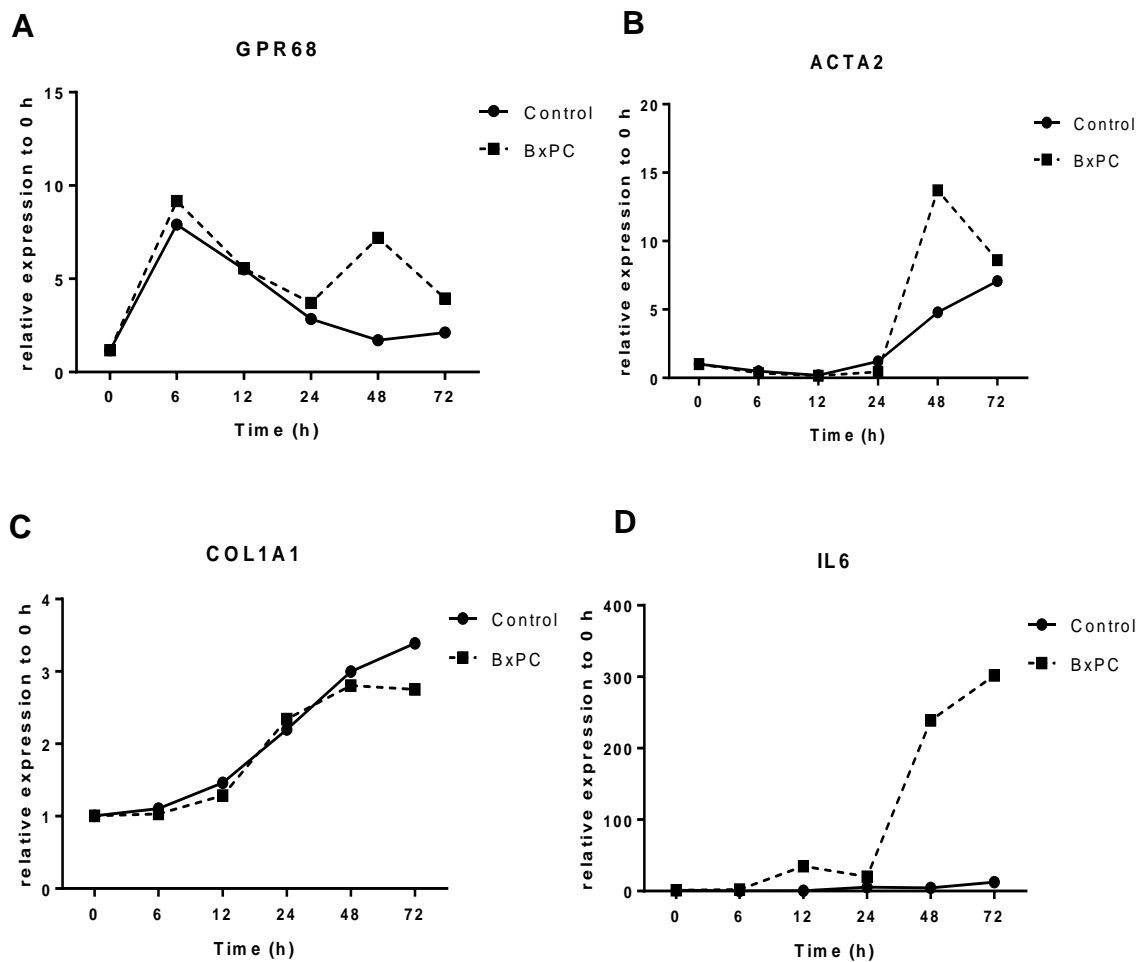 A
GPR68
relative expression to 0 h
15
10
5
0
0 6 12 24 48 72
Time (h)
Control
BxPC
B
ACTA2
relative expression to 0 h
20
15
10
5
0
0 6 12 24 48 72
Time (h)
Control
BxPC
C
COL1A1
relative expression to 0 h
4
3
2
1
0
0 6 12 24 48 72
Time (h)
Control
BxPC
D
IL6
relative expression to 0 h
400
300
200
100
0
0 6 12 24 48 72
Time (h)
Control
BxPC